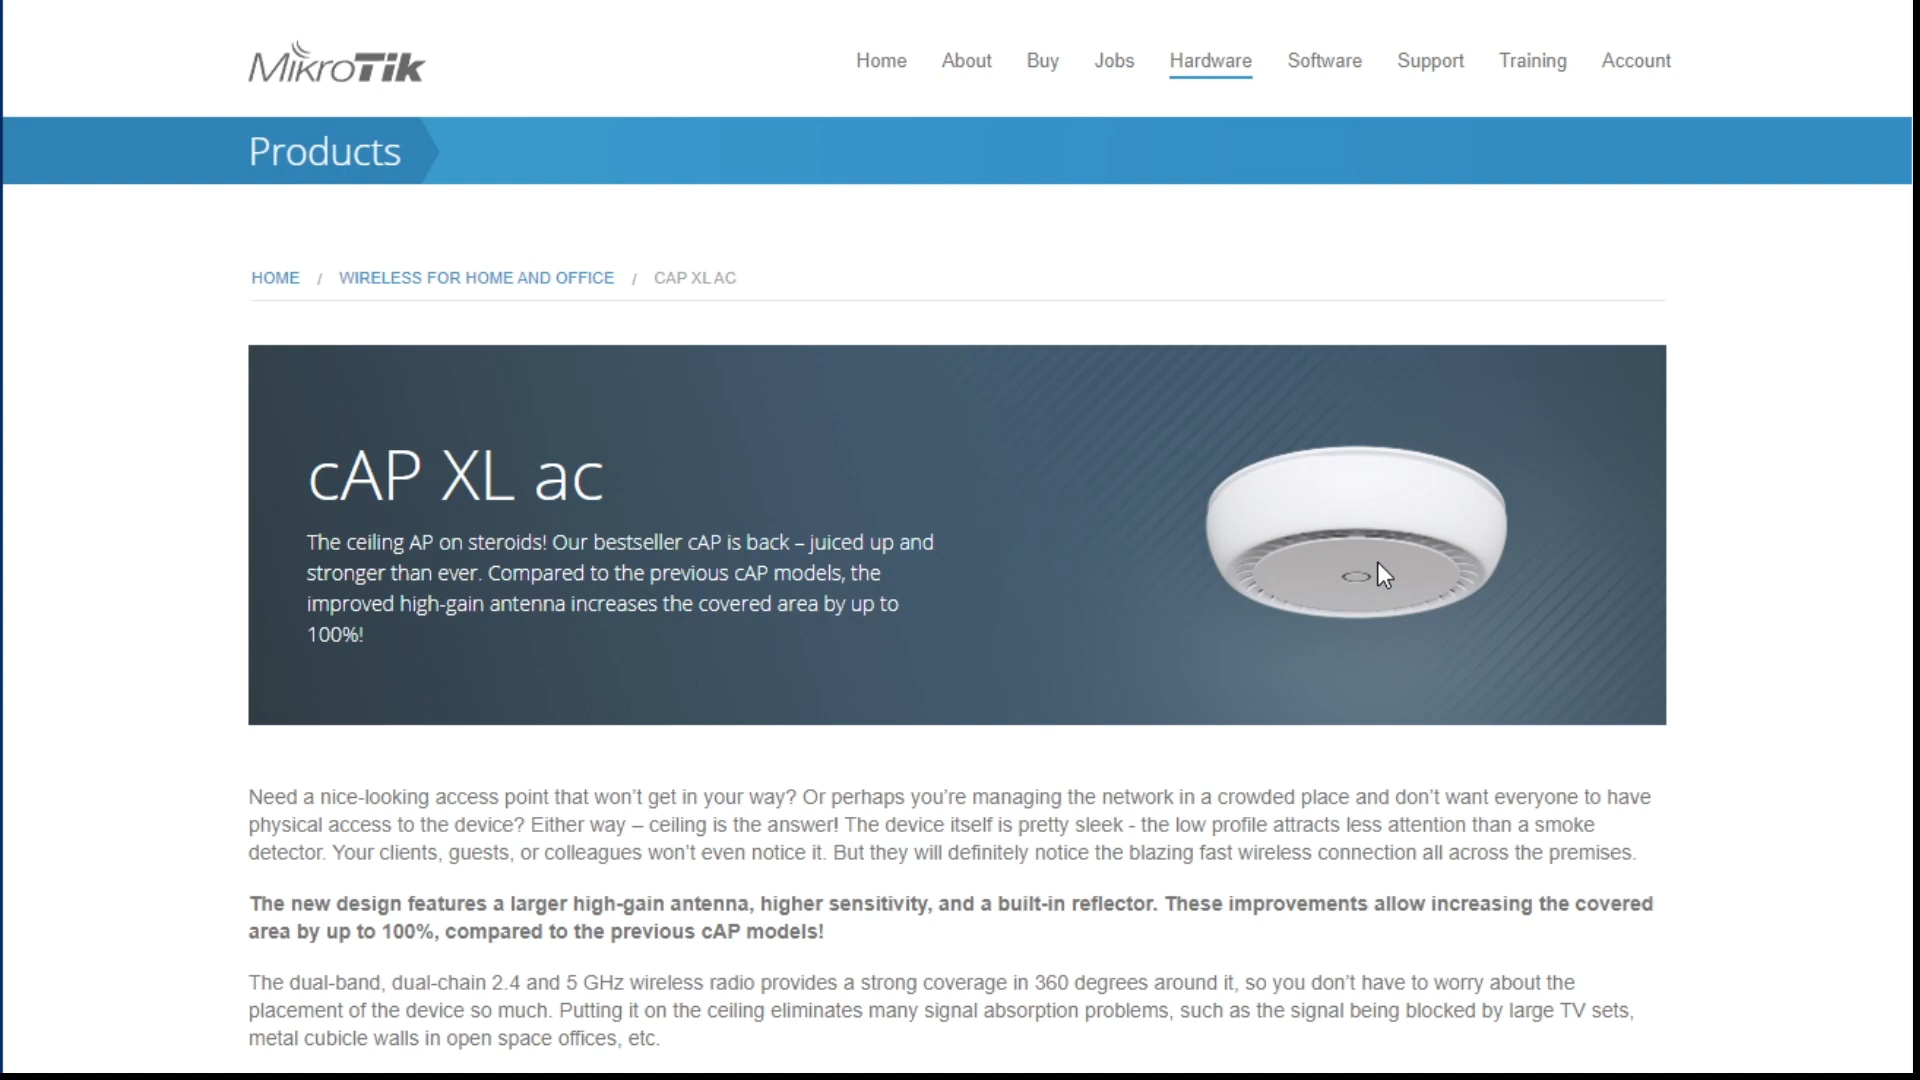 MikroTik
Home About Buy Jobs Hardware Software Support Training Account
Products
HOME / WIRELESS FOR HOME AND OFFICE / CAP XL AC
cAP XL ac
The ceiling AP on steroids! Our bestseller cAP is back – juiced up and
stronger than ever. Compared to the previous cAP models, the
improved high-gain antenna increases the covered area by up to
100%!
Need a nice-looking access point that won’t get in your way? Or perhaps you’re managing the network in a crowded place and don’t want everyone to have
physical access to the device? Either way – ceiling is the answer! The device itself is pretty sleek - the low profile attracts less attention than a smoke
detector. Your clients, guests, or colleagues won’t even notice it. But they will definitely notice the blazing fast wireless connection all across the premises.
The new design features a larger high-gain antenna, higher sensitivity, and a built-in reflector. These improvements allow increasing the covered
area by up to 100%, compared to the previous cAP models!
The dual-band, dual-chain 2.4 and 5 GHz wireless radio provides a strong coverage in 360 degrees around it, so you don’t have to worry about the
placement of the device so much. Putting it on the ceiling eliminates many signal absorption problems, such as the signal being blocked by large TV sets,
metal cubicle walls in open space offices, etc.